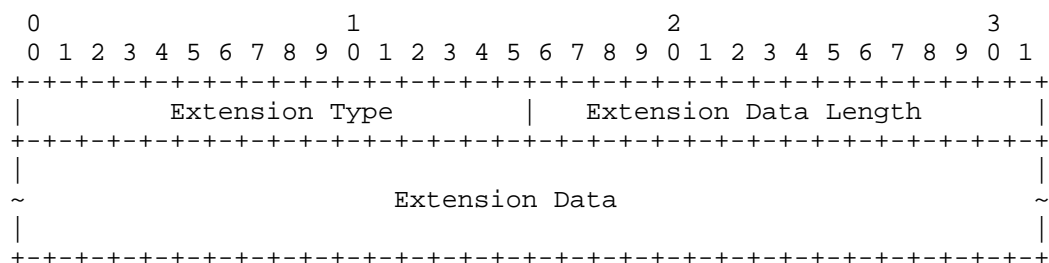 0                   1                   2                   3
 0 1 2 3 4 5 6 7 8 9 0 1 2 3 4 5 6 7 8 9 0 1 2 3 4 5 6 7 8 9 0 1
+-+-+-+-+-+-+-+-+-+-+-+-+-+-+-+-+-+-+-+-+-+-+-+-+-+-+-+-+-+-+-+-+
|         Extension Type        |   Extension Data Length       |
+-+-+-+-+-+-+-+-+-+-+-+-+-+-+-+-+-+-+-+-+-+-+-+-+-+-+-+-+-+-+-+-+
|                                                               |
~                       Extension Data                          ~
|                                                               |
+-+-+-+-+-+-+-+-+-+-+-+-+-+-+-+-+-+-+-+-+-+-+-+-+-+-+-+-+-+-+-+-+